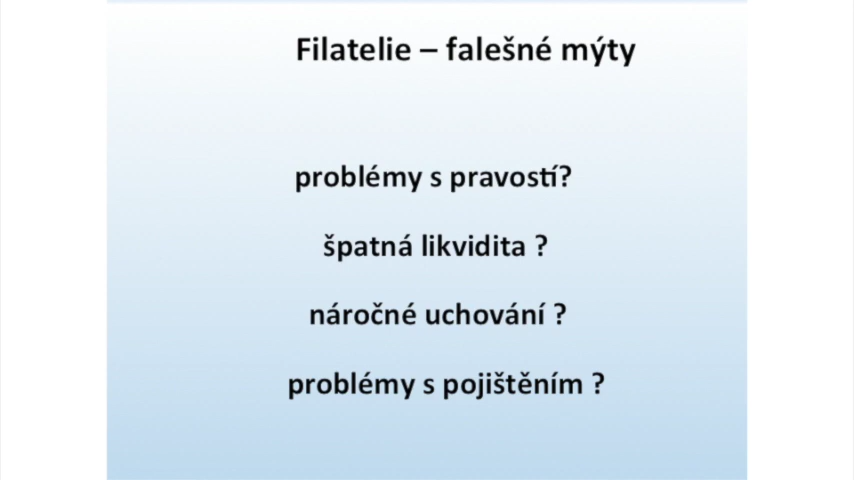 Filatelie – falešné mýty
problémy s pravostí?
špatná likvidita ?
náročné uchování ?
problémy s pojištěním ?